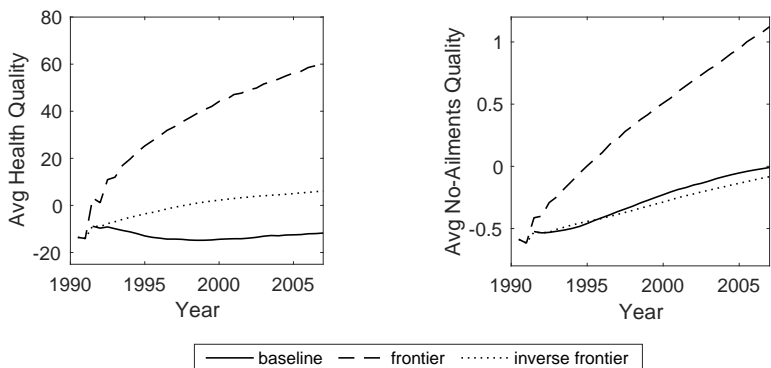 Avg Health Quality
80
60
40
20
0
-20
1990
1995
2000
2005
Year
Avg No-Ailments Quality
1
0.5
0
-0.5
1990
1995
2000
2005
Year
baseline
frontier
inverse frontier